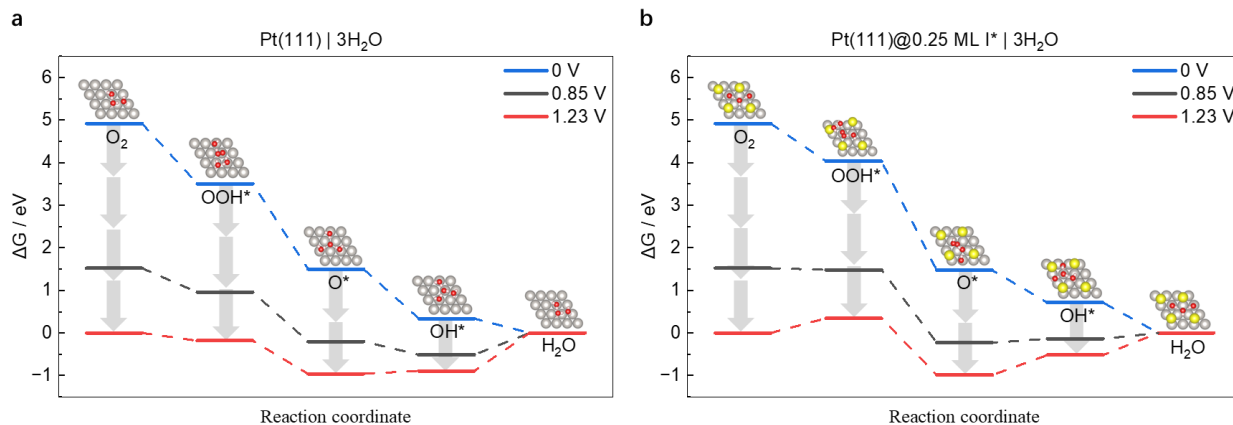 a
Pt(111) | 3H₂O
ΔG / eV
6
5
4
3
2
1
0
−1
0 V
0.85 V
1.23 V
O₂
OOH*
O*
OH*
H₂O
Reaction coordinate
b
Pt(111)@0.25 ML I* | 3H₂O
ΔG / eV
6
5
4
3
2
1
0
−1
0 V
0.85 V
1.23 V
O₂
OOH*
O*
OH*
H₂O
Reaction coordinate